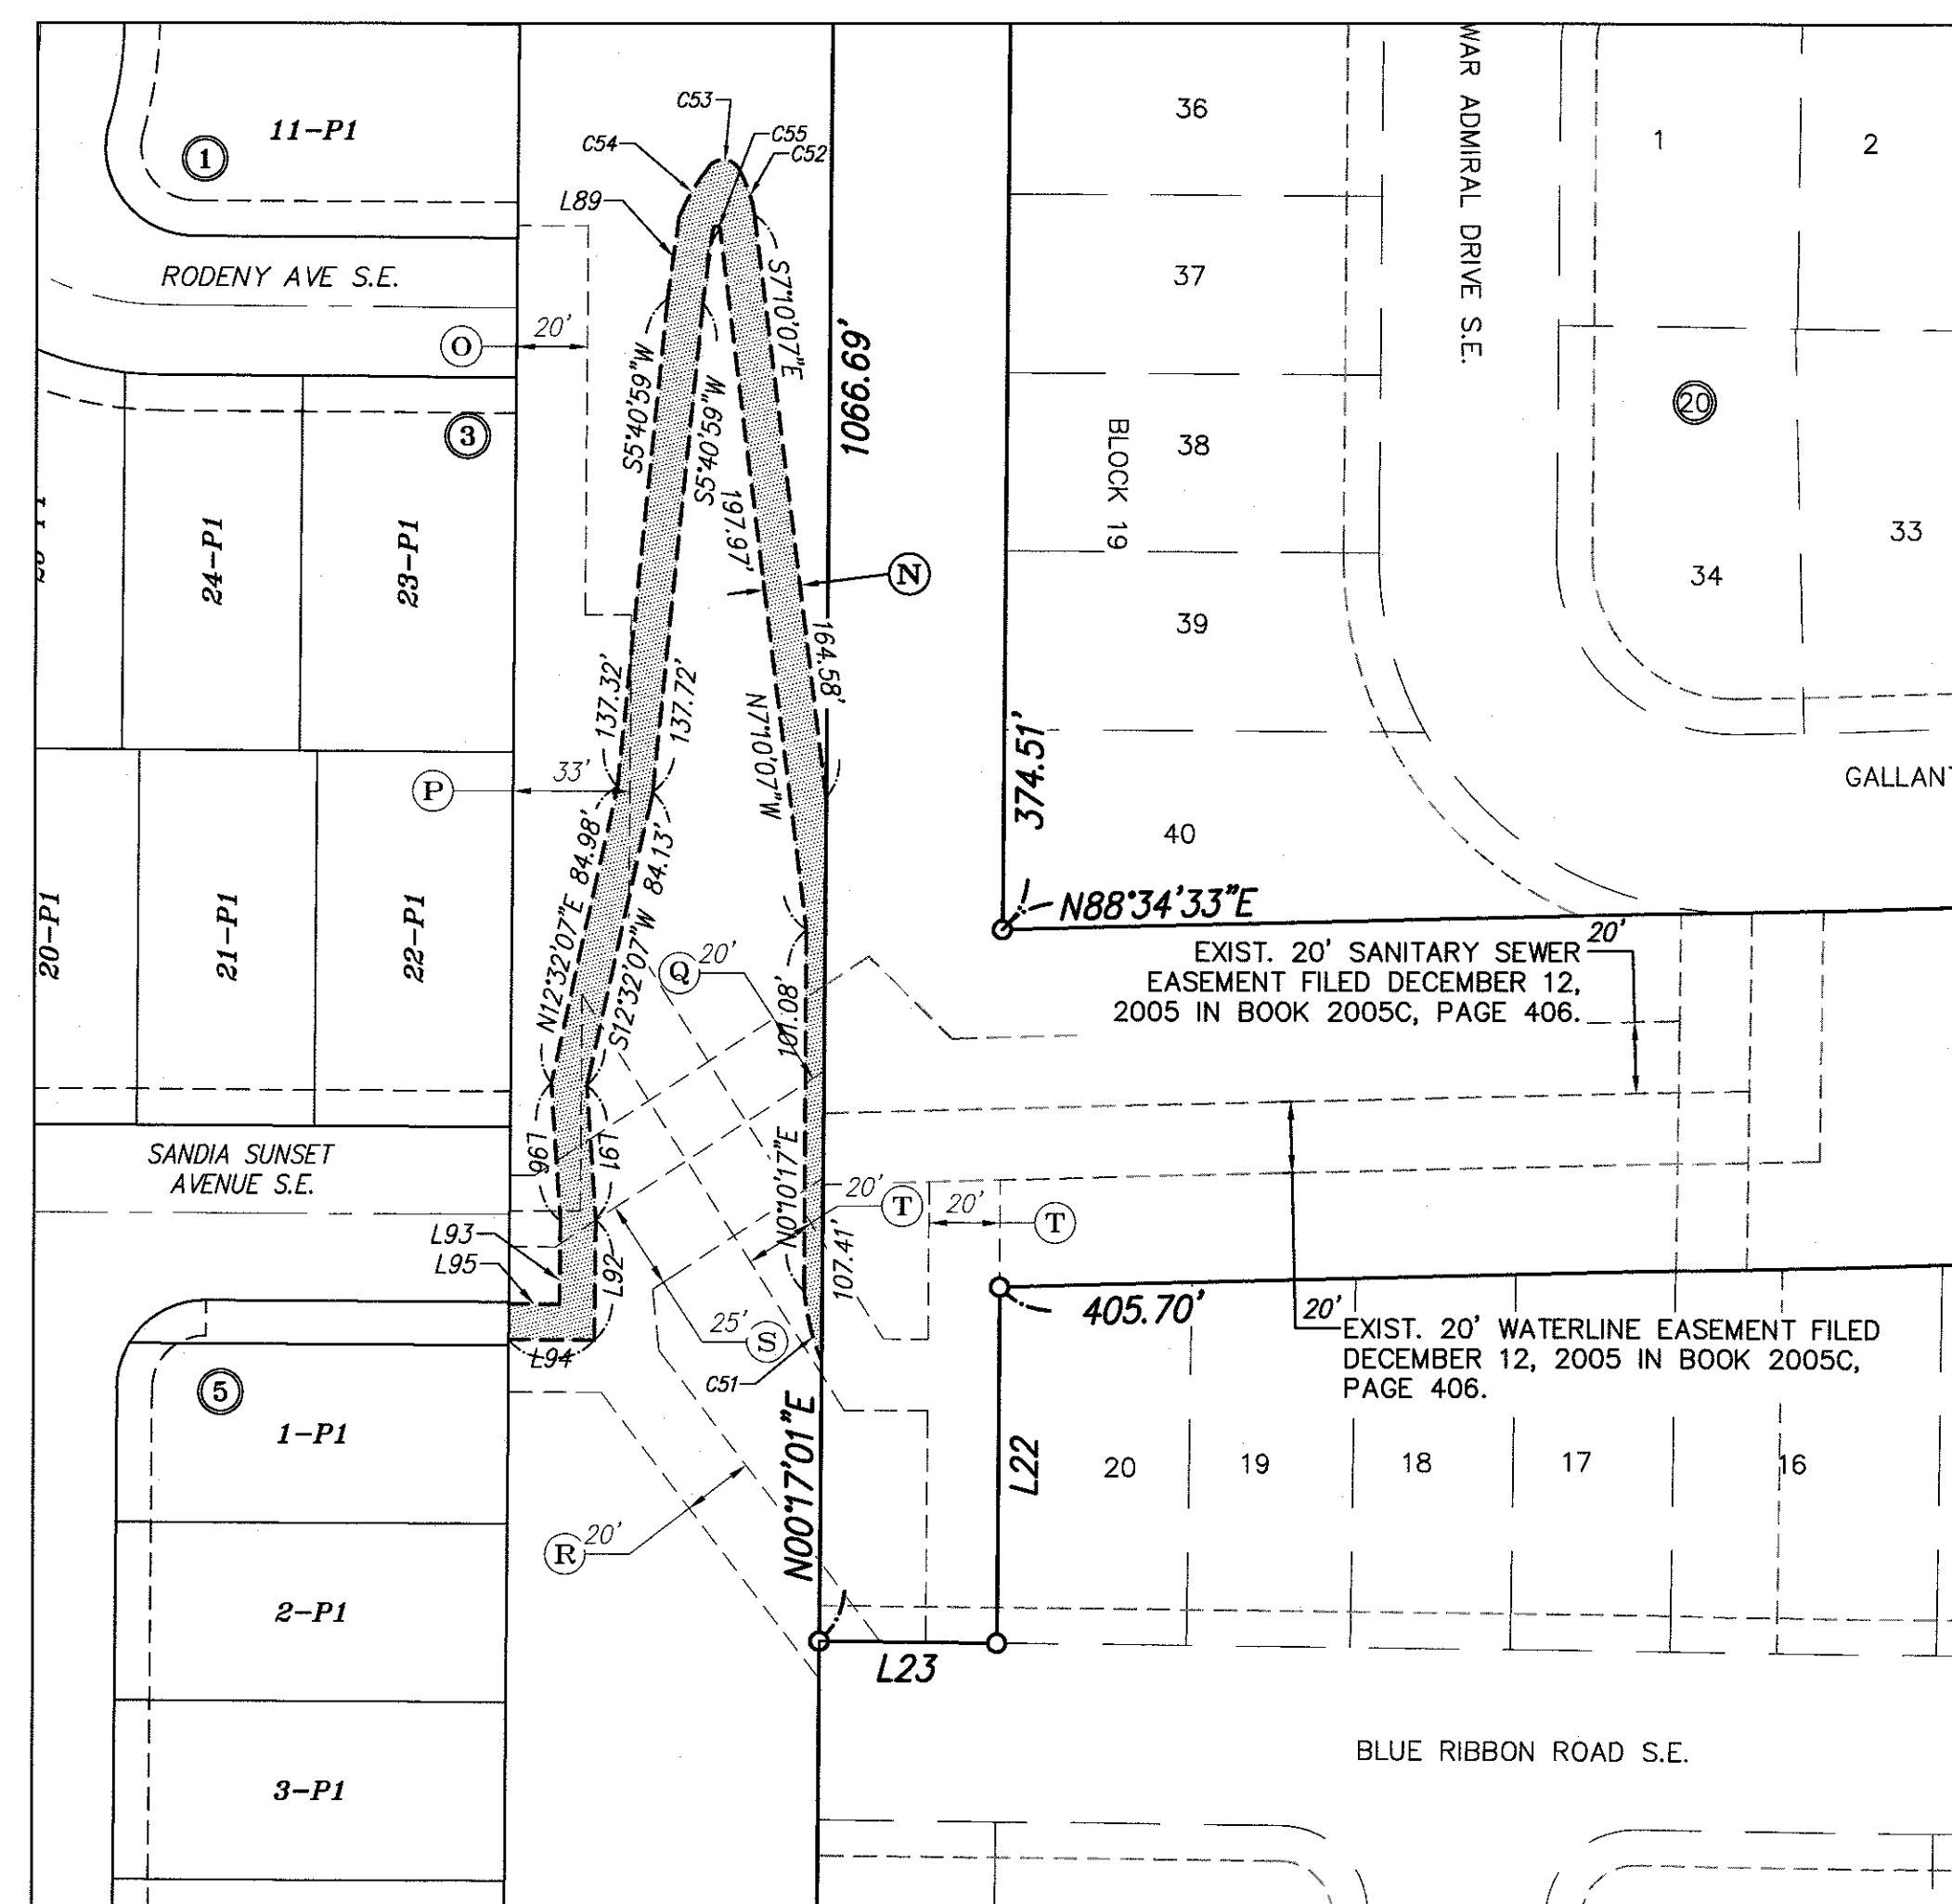 WAR ADMIRAL DRIVE S.E.
C53
C55
C52
C54
36
1
2
11-P1
1
L89
RODENY AVE S.E.
S7°10'07"E
37
20'
O
S5°40'59"W
S5°40'59"W
1066.69'
20
3
BLOCK 19
38
24-P1
23-P1
197.97'
N
33
34
39
164.58'
137.32'
137.72'
N7°10'07"W
33'
P
374.51'
GALLANT
40
N12°32'07"E 84.98'
S12°32'07"W 84.13'
N88°34'33"E
20-P1
21-P1
22-P1
Q
20'
20'
EXIST. 20' SANITARY SEWER
EASEMENT FILED DECEMBER 12,
2005 IN BOOK 2005C, PAGE 406.
101.08'
SANDIA SUNSET
AVENUE S.E.
L96
L91
N0°10'17"E
20'
T
20'
T
L93
L95
L92
107.41'
405.70'
20'
EXIST. 20' WATERLINE EASEMENT FILED
DECEMBER 12, 2005 IN BOOK 2005C,
PAGE 406.
25'
S
L94
C51
5
1-P1
N00°17'01"E
L22
20
19
18
17
16
R
20'
2-P1
L23
3-P1
BLUE RIBBON ROAD S.E.